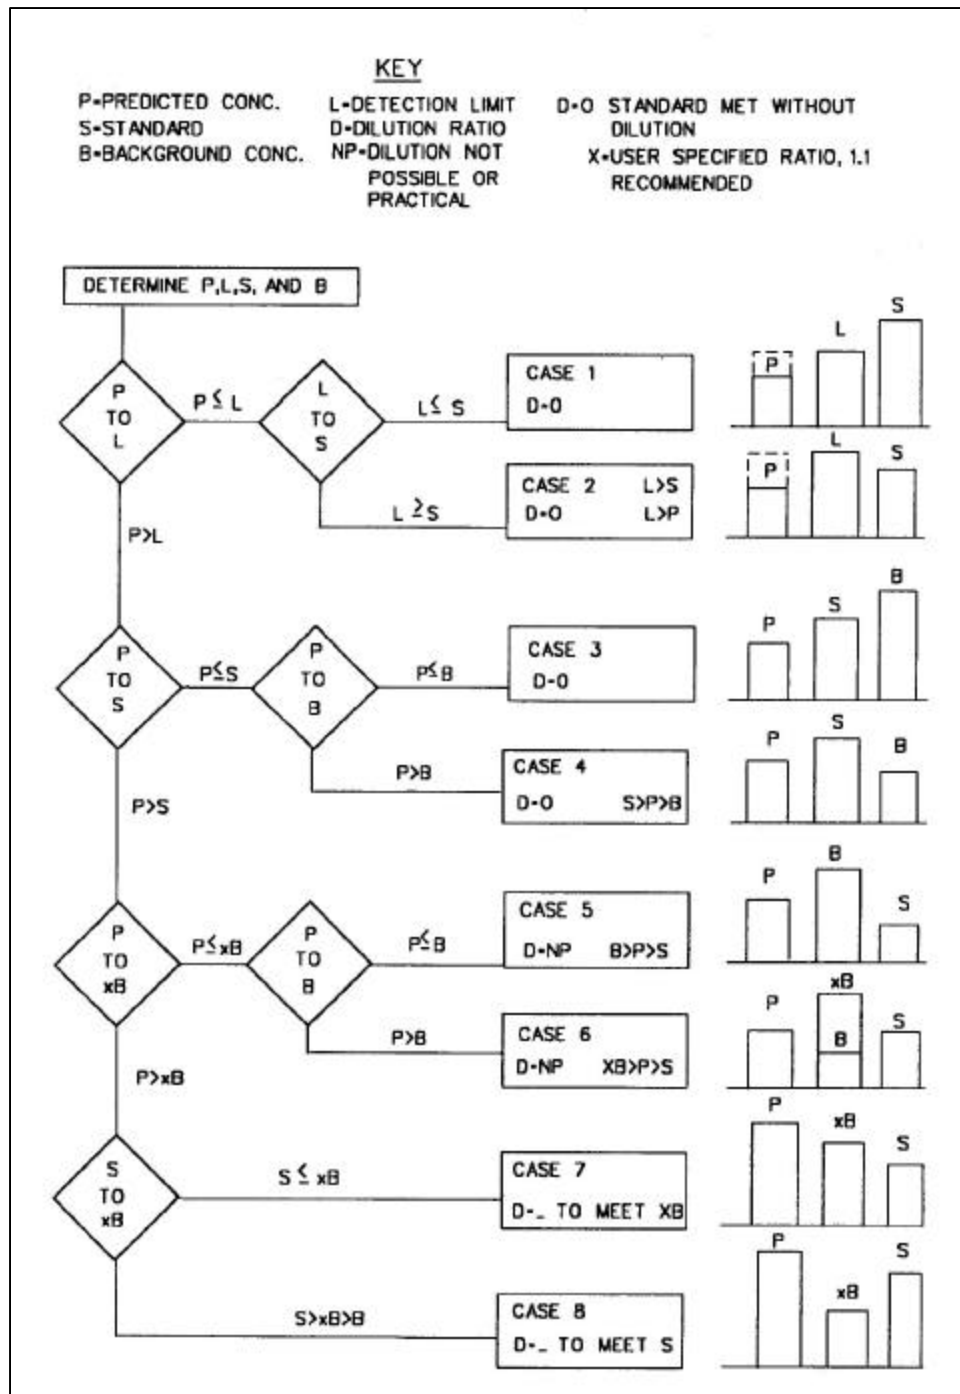 KEY
P=PREDICTED CONC.
S=STANDARD
B=BACKGROUND CONC.
L=DETECTION LIMIT
D=DILUTION RATIO
NP=DILUTION NOT
POSSIBLE OR
PRACTICAL
D=O STANDARD MET WITHOUT
DILUTION
X=USER SPECIFIED RATIO, 1.1
RECOMMENDED
DETERMINE P,L,S, AND B
P
TO
L
P ≤ L
L
TO
S
L ≤ S
CASE 1
D=O
P
L
S
L ≥ S
CASE 2 L>S
D=O L>P
P
L
S
P>L
P
TO
S
P≤S
P
TO
B
P≤B
CASE 3
D=O
P
S
B
P>B
CASE 4
D=O S>P>B
P
S
B
P>S
P
TO
xB
P≤xB
P
TO
B
P≤B
CASE 5
D=NP B>P>S
P
B
S
P>B
CASE 6
D=NP XB>P>S
P
xB
B
S
P>xB
S
TO
xB
S ≤ xB
CASE 7
D=_ TO MEET XB
P
xB
S
S>xB>B
CASE 8
D=_ TO MEET S
P
xB
S